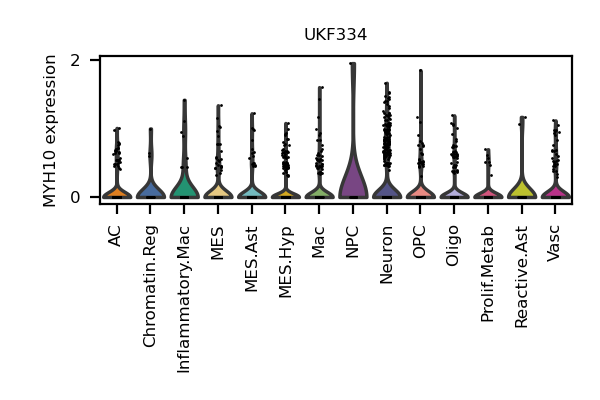 UKF334
MYH10 expression
2
0
AC
Chromatin.Reg
Inflammatory.Mac
MES
MES.Ast
MES.Hyp
Mac
NPC
Neuron
OPC
Oligo
Prolif.Metab
Reactive.Ast
Vasc